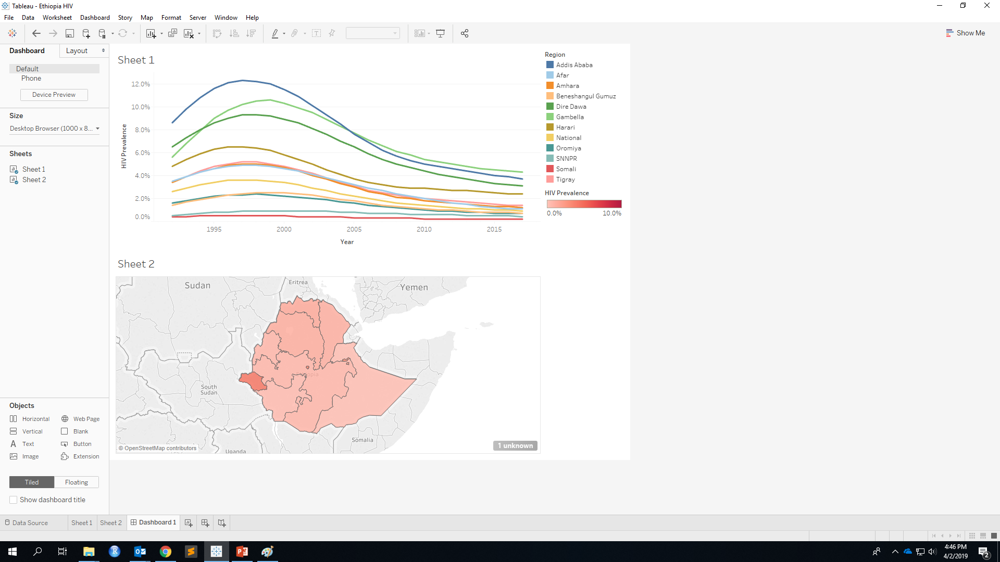 Tableau - Ethiopia HIV
File Data Worksheet Dashboard Story Map Format Server Window Help
Show Me
Dashboard Layout
Default
Phone
Device Preview
Size
Desktop Browser (1000 x 8...
Sheets
Sheet 1
Sheet 2
Objects
Horizontal Web Page
Vertical Blank
Text Button
Image Extension
Tiled Floating
Show dashboard title
Sheet 1
HIV Prevalence
12.0%
10.0%
8.0%
6.0%
4.0%
2.0%
0.0%
1995 2000 2005 2010 2015
Year
Region
Addis Ababa
Afar
Amhara
Beneshangul Gumuz
Dire Dawa
Gambella
Harari
National
Oromiya
SNNPR
Somali
Tigray
HIV Prevalence
0.0% 10.0%
Sheet 2
Sudan
Eritrea
Yemen
Ethiopia
South
Sudan
Somalia
Uganda
© OpenStreetMap contributors
1 unknown
Data Source Sheet 1 Sheet 2 Dashboard 1
4:46 PM
4/2/2019
2